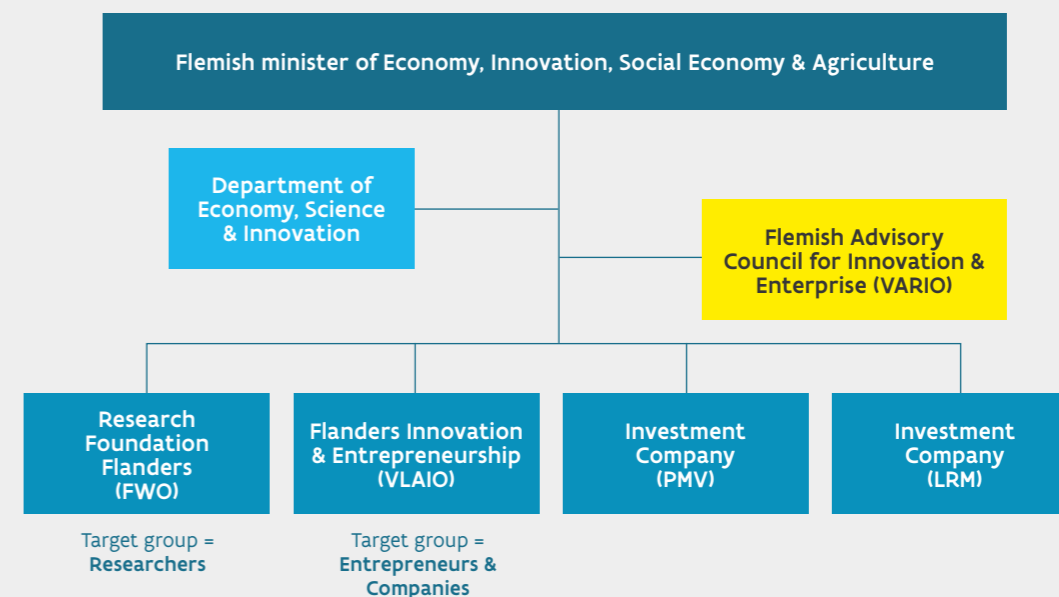 Flemish minister of Economy, Innovation, Social Economy & Agriculture
Department of
Economy, Science
& Innovation
Flemish Advisory
Council for Innovation &
Enterprise (VARIO)
Research
Foundation
Flanders
(FWO)
Flanders Innovation
& Entrepreneurship
(VLAIO)
Investment
Company
(PMV)
Investment
Company
(LRM)
Target group =
Researchers
Target group =
Entrepreneurs &
Companies